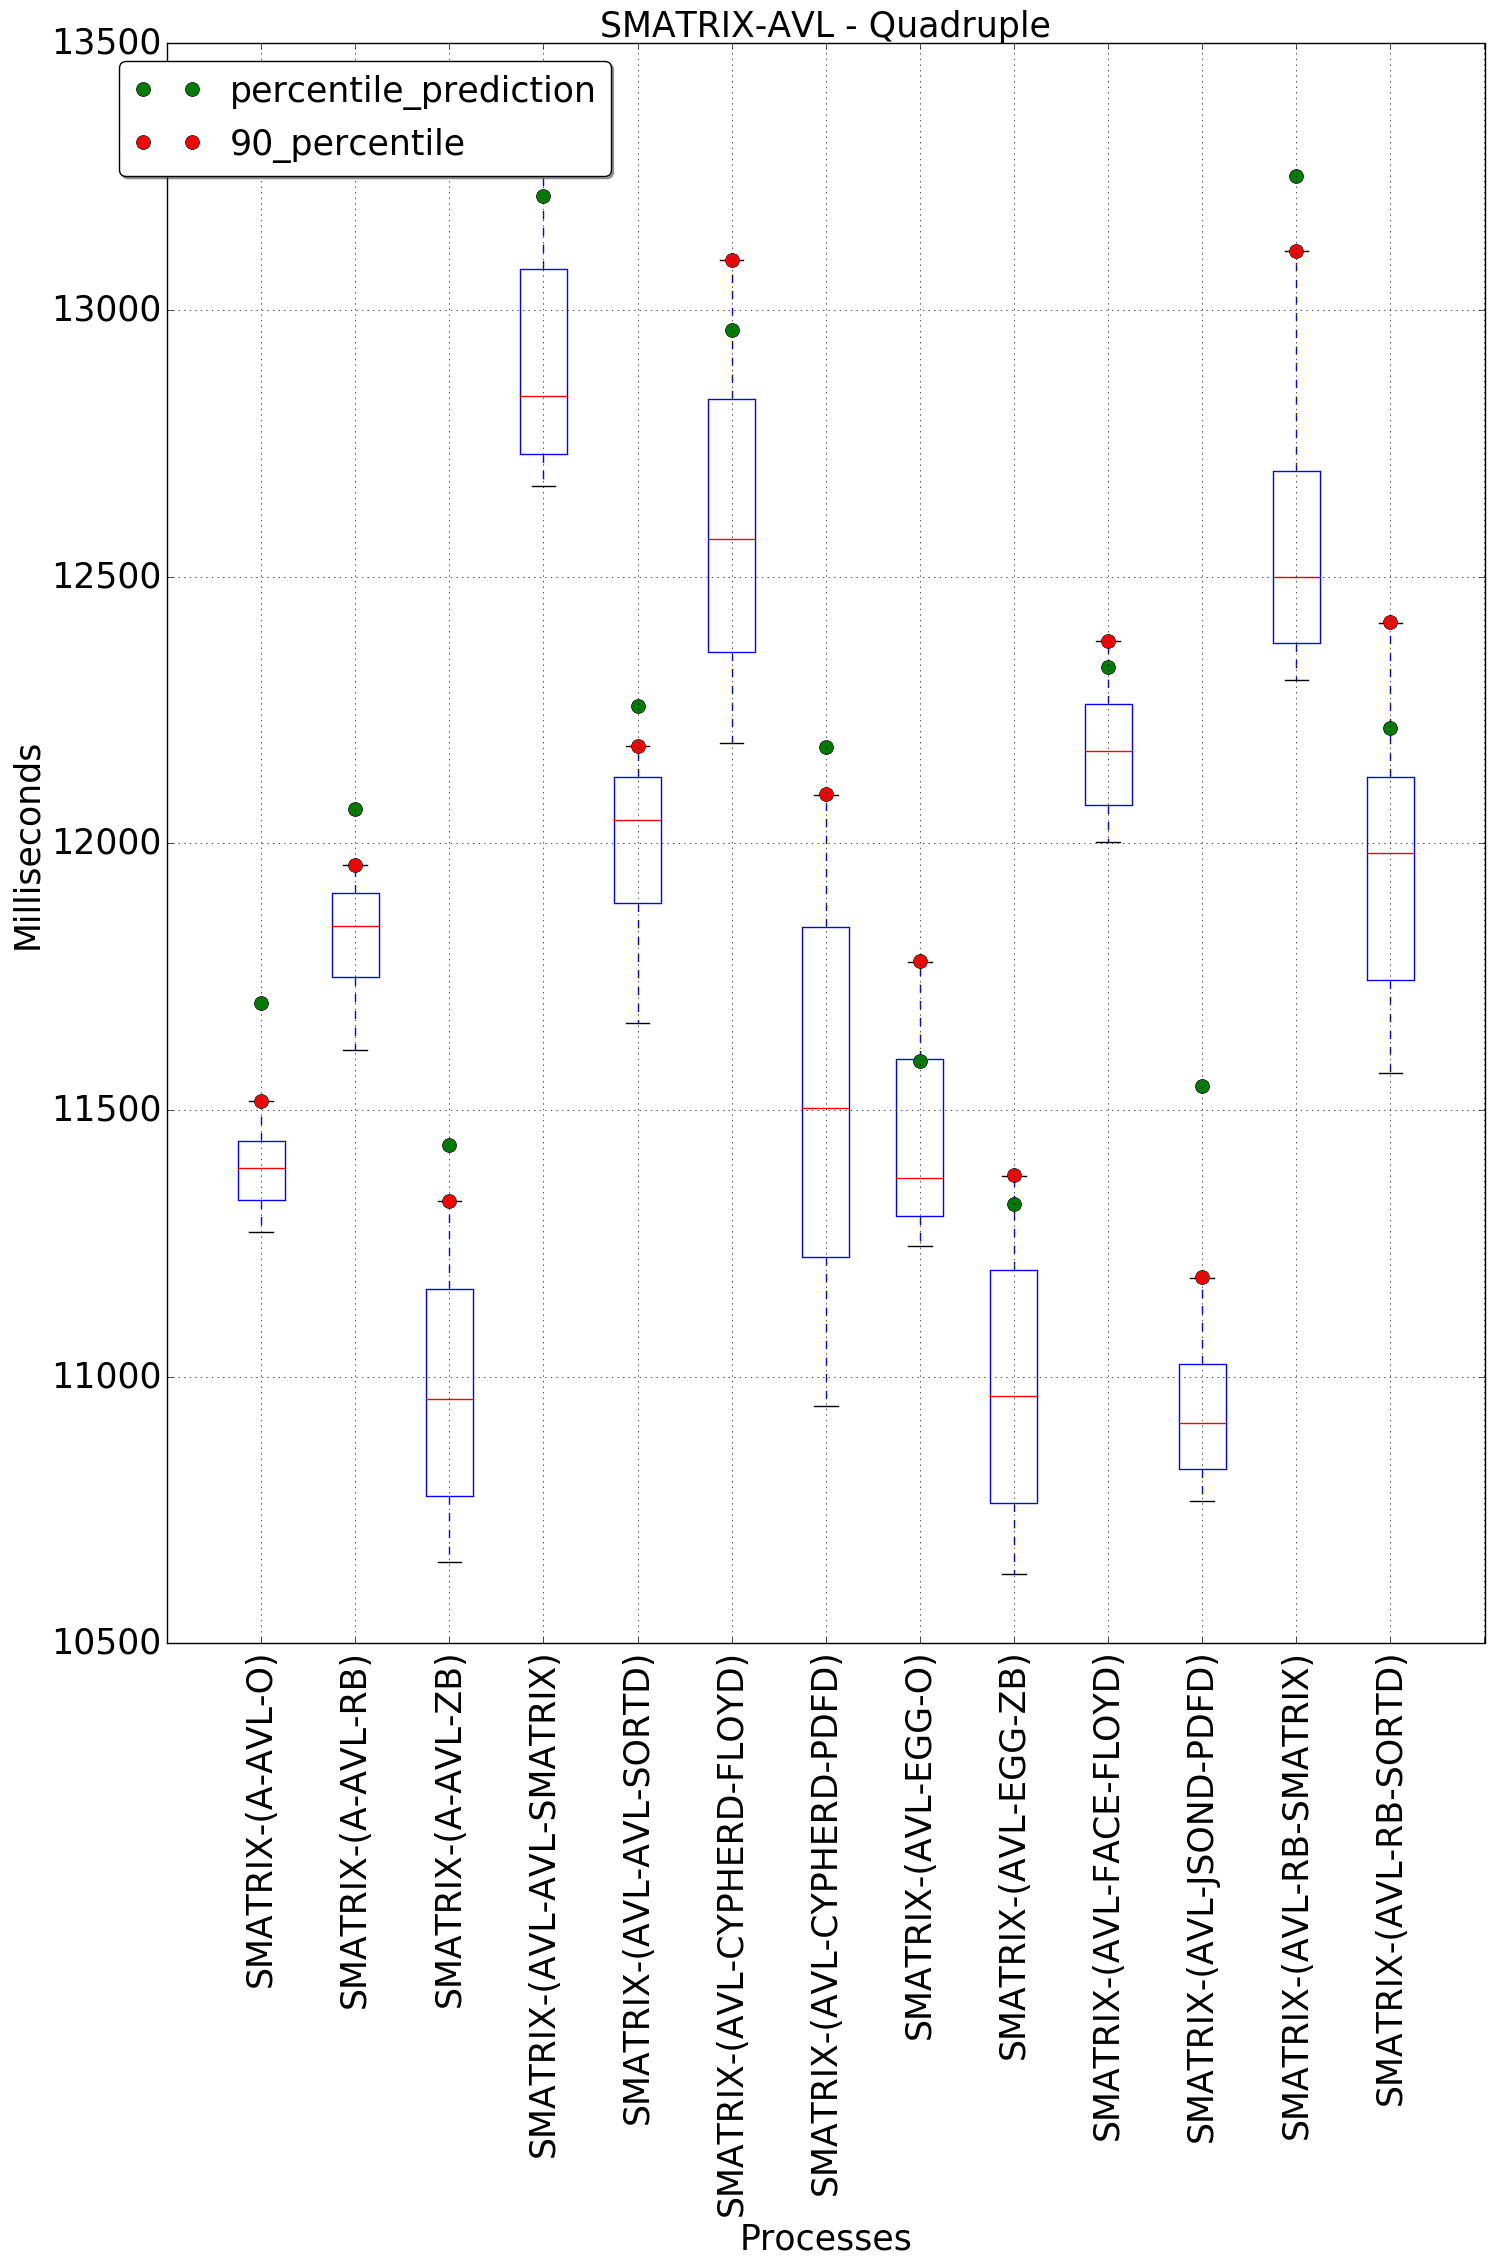 SMATRIX-AVL - Quadruple
percentile_prediction
90_percentile
Milliseconds
13500
13000
12500
12000
11500
11000
10500
SMATRIX-(A-AVL-O)
SMATRIX-(A-AVL-RB)
SMATRIX-(A-AVL-ZB)
SMATRIX-(AVL-AVL-SMATRIX)
SMATRIX-(AVL-AVL-SORTD)
SMATRIX-(AVL-CYPHERD-FLOYD)
SMATRIX-(AVL-CYPHERD-PDFD)
SMATRIX-(AVL-EGG-O)
SMATRIX-(AVL-EGG-ZB)
SMATRIX-(AVL-FACE-FLOYD)
SMATRIX-(AVL-JSOND-PDFD)
SMATRIX-(AVL-RB-SMATRIX)
SMATRIX-(AVL-RB-SORTD)
Processes